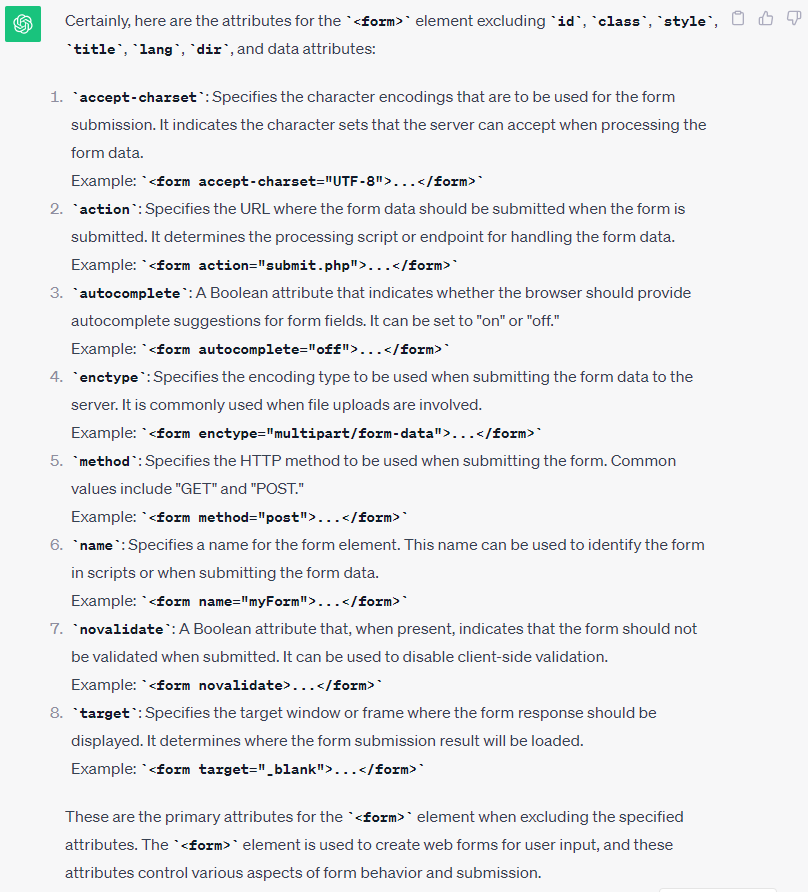 Certainly, here are the attributes for the `<form>` element excluding `id`, `class`, `style`,
`title`, `lang`, `dir`, and data attributes:
1. `accept-charset`: Specifies the character encodings that are to be used for the form
submission. It indicates the character sets that the server can accept when processing the
form data.
Example: `<form accept-charset="UTF-8">...</form>`
2. `action`: Specifies the URL where the form data should be submitted when the form is
submitted. It determines the processing script or endpoint for handling the form data.
Example: `<form action="submit.php">...</form>`
3. `autocomplete`: A Boolean attribute that indicates whether the browser should provide
autocomplete suggestions for form fields. It can be set to "on" or "off."
Example: `<form autocomplete="off">...</form>`
4. `enctype`: Specifies the encoding type to be used when submitting the form data to the
server. It is commonly used when file uploads are involved.
Example: `<form enctype="multipart/form-data">...</form>`
5. `method`: Specifies the HTTP method to be used when submitting the form. Common
values include "GET" and "POST."
Example: `<form method="post">...</form>`
6. `name`: Specifies a name for the form element. This name can be used to identify the form
in scripts or when submitting the form data.
Example: `<form name="myForm">...</form>`
7. `novalidate`: A Boolean attribute that, when present, indicates that the form should not
be validated when submitted. It can be used to disable client-side validation.
Example: `<form novalidate>...</form>`
8. `target`: Specifies the target window or frame where the form response should be
displayed. It determines where the form submission result will be loaded.
Example: `<form target="_blank">...</form>`
These are the primary attributes for the `<form>` element when excluding the specified
attributes. The `<form>` element is used to create web forms for user input, and these
attributes control various aspects of form behavior and submission.